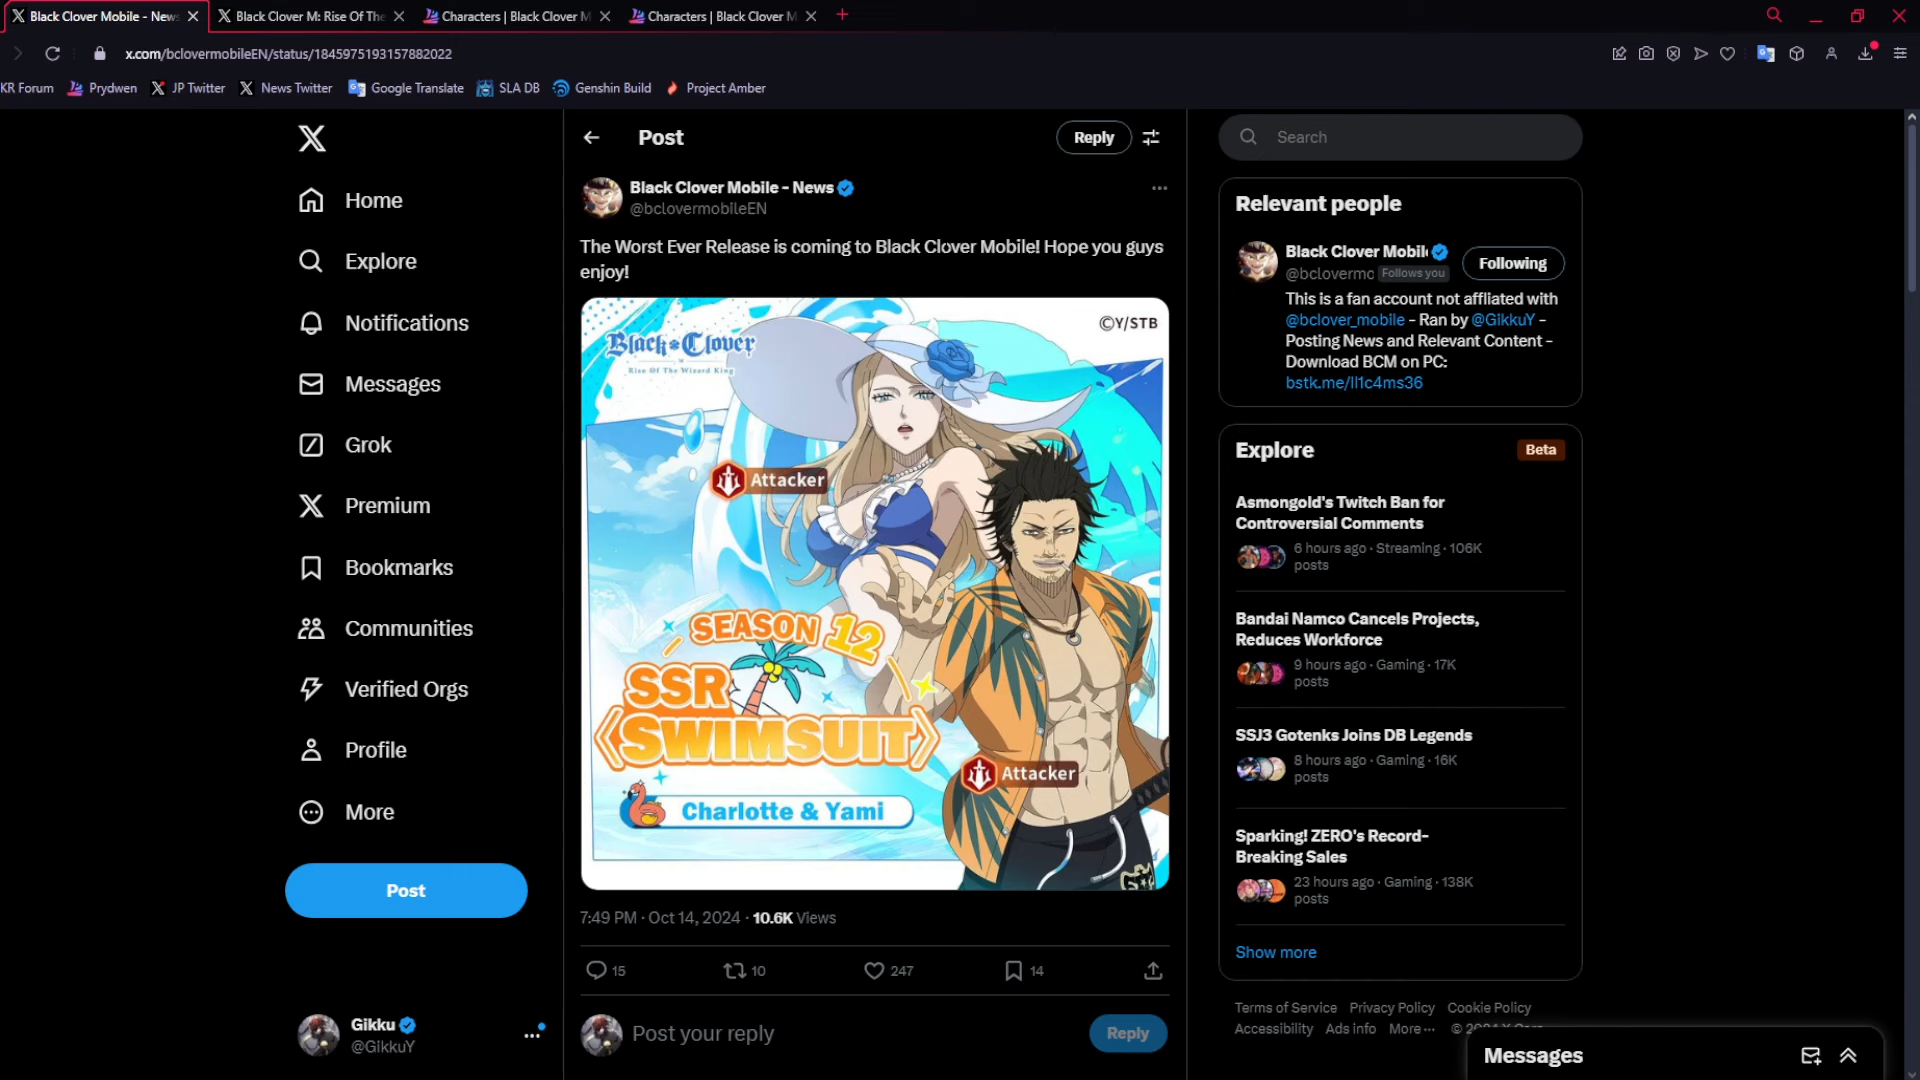 Black Clover Mobile - News
Black Clover M: Rise Of The
Characters | Black Clover M
Characters | Black Clover M
x.com/bclovermobileEN/status/1845975193157882022
KR Forum
Prydwen
JP Twitter
News Twitter
Google Translate
SLA DB
Genshin Build
Project Amber
Home
Explore
Notifications
Messages
Grok
Premium
Bookmarks
Communities
Verified Orgs
Profile
More
Post
Gikku
@GikkuY
Post
Reply
Black Clover Mobile - News
@bclovermobileEN
The Worst Ever Release is coming to Black Clover Mobile! Hope you guys
enjoy!
©Y/STB
Black Clover
Rise Of The Wizard King
Attacker
SEASON 12
SSR
《SWIMSUIT》
Attacker
Charlotte & Yami
7:49 PM · Oct 14, 2024 · 10.6K Views
15
10
247
14
Post your reply
Reply
Search
Relevant people
Black Clover Mobil
@bclovermo
Follows you
Following
This is a fan account not affliated with
@bclover_mobile - Ran by @GikkuY -
Posting News and Relevant Content -
Download BCM on PC:
bstk.me/ll1c4ms36
Explore
Beta
Asmongold's Twitch Ban for
Controversial Comments
6 hours ago · Streaming · 106K
posts
Bandai Namco Cancels Projects,
Reduces Workforce
9 hours ago · Gaming · 17K
posts
SSJ3 Gotenks Joins DB Legends
8 hours ago · Gaming · 16K
posts
Sparking! ZERO's Record-
Breaking Sales
23 hours ago · Gaming · 138K
posts
Show more
Terms of Service Privacy Policy Cookie Policy
Accessibility Ads info More ··· ©
Messages